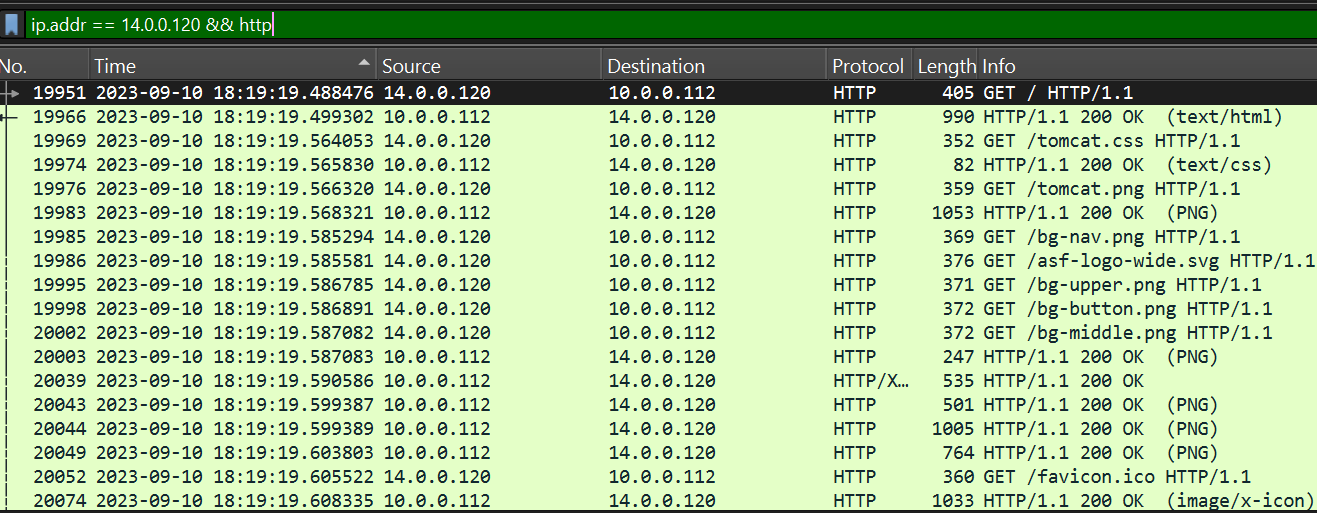 ip.addr == 14.0.0.120 && http
No. Time Source Destination Protocol Length Info
19951 2023-09-10 18:19:19.488476 14.0.0.120 10.0.0.112 HTTP 405 GET / HTTP/1.1
19966 2023-09-10 18:19:19.499302 10.0.0.112 14.0.0.120 HTTP 990 HTTP/1.1 200 OK (text/html)
19969 2023-09-10 18:19:19.564053 14.0.0.120 10.0.0.112 HTTP 352 GET /tomcat.css HTTP/1.1
19974 2023-09-10 18:19:19.565830 10.0.0.112 14.0.0.120 HTTP 82 HTTP/1.1 200 OK (text/css)
19976 2023-09-10 18:19:19.566320 14.0.0.120 10.0.0.112 HTTP 359 GET /tomcat.png HTTP/1.1
19983 2023-09-10 18:19:19.568321 10.0.0.112 14.0.0.120 HTTP 1053 HTTP/1.1 200 OK (PNG)
19985 2023-09-10 18:19:19.585294 14.0.0.120 10.0.0.112 HTTP 369 GET /bg-nav.png HTTP/1.1
19986 2023-09-10 18:19:19.585581 14.0.0.120 10.0.0.112 HTTP 376 GET /asf-logo-wide.svg HTTP/1.1
19995 2023-09-10 18:19:19.586785 14.0.0.120 10.0.0.112 HTTP 371 GET /bg-upper.png HTTP/1.1
19998 2023-09-10 18:19:19.586891 14.0.0.120 10.0.0.112 HTTP 372 GET /bg-button.png HTTP/1.1
20002 2023-09-10 18:19:19.587082 14.0.0.120 10.0.0.112 HTTP 372 GET /bg-middle.png HTTP/1.1
20003 2023-09-10 18:19:19.587083 10.0.0.112 14.0.0.120 HTTP 247 HTTP/1.1 200 OK (PNG)
20039 2023-09-10 18:19:19.590586 10.0.0.112 14.0.0.120 HTTP/X… 535 HTTP/1.1 200 OK
20043 2023-09-10 18:19:19.599387 10.0.0.112 14.0.0.120 HTTP 501 HTTP/1.1 200 OK (PNG)
20044 2023-09-10 18:19:19.599389 10.0.0.112 14.0.0.120 HTTP 1005 HTTP/1.1 200 OK (PNG)
20049 2023-09-10 18:19:19.603803 10.0.0.112 14.0.0.120 HTTP 764 HTTP/1.1 200 OK (PNG)
20052 2023-09-10 18:19:19.605522 14.0.0.120 10.0.0.112 HTTP 360 GET /favicon.ico HTTP/1.1
20074 2023-09-10 18:19:19.608335 10.0.0.112 14.0.0.120 HTTP 1033 HTTP/1.1 200 OK (image/x-icon)